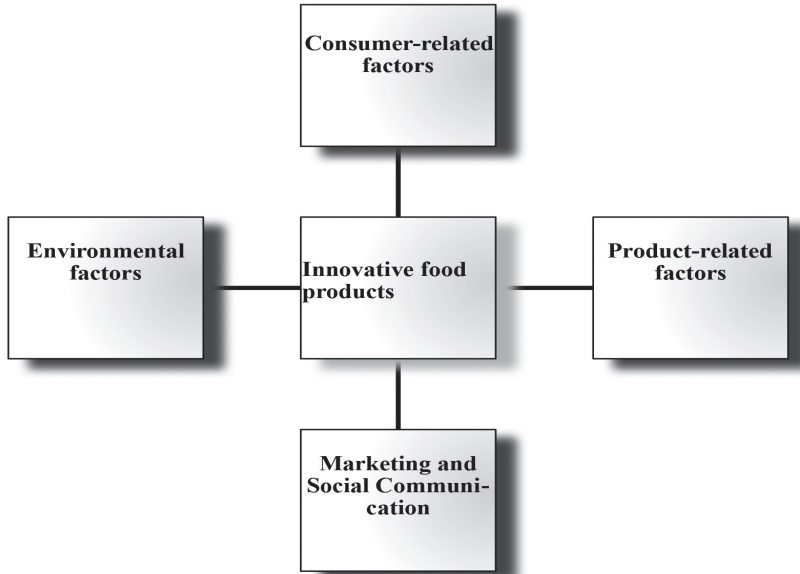 Consumer-related
factors
Environmental
factors
Innovative food
products
Product-related
factors
Marketing and
Social Communi-
cation